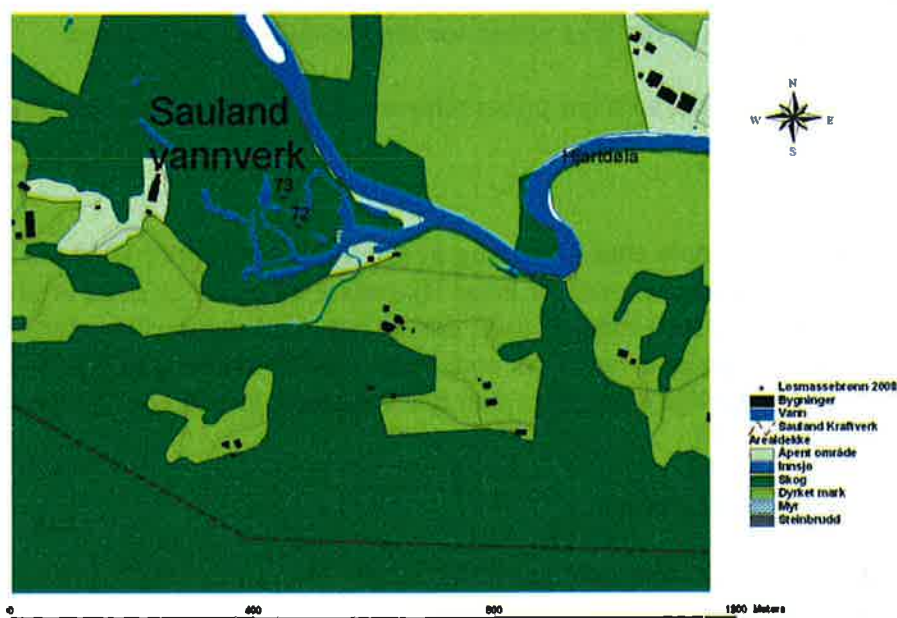 Sauland
vannverk
73
72
Hjartdøla
N
W E
S
Løsmassebrønn 2008
Bygninger
Vann
Sauland Kraftverk
Arealdekke
Åpent område
Innsjø
Skog
Dyrket mark
Myr
Steinbrudd
0 400 800 1200 Meters